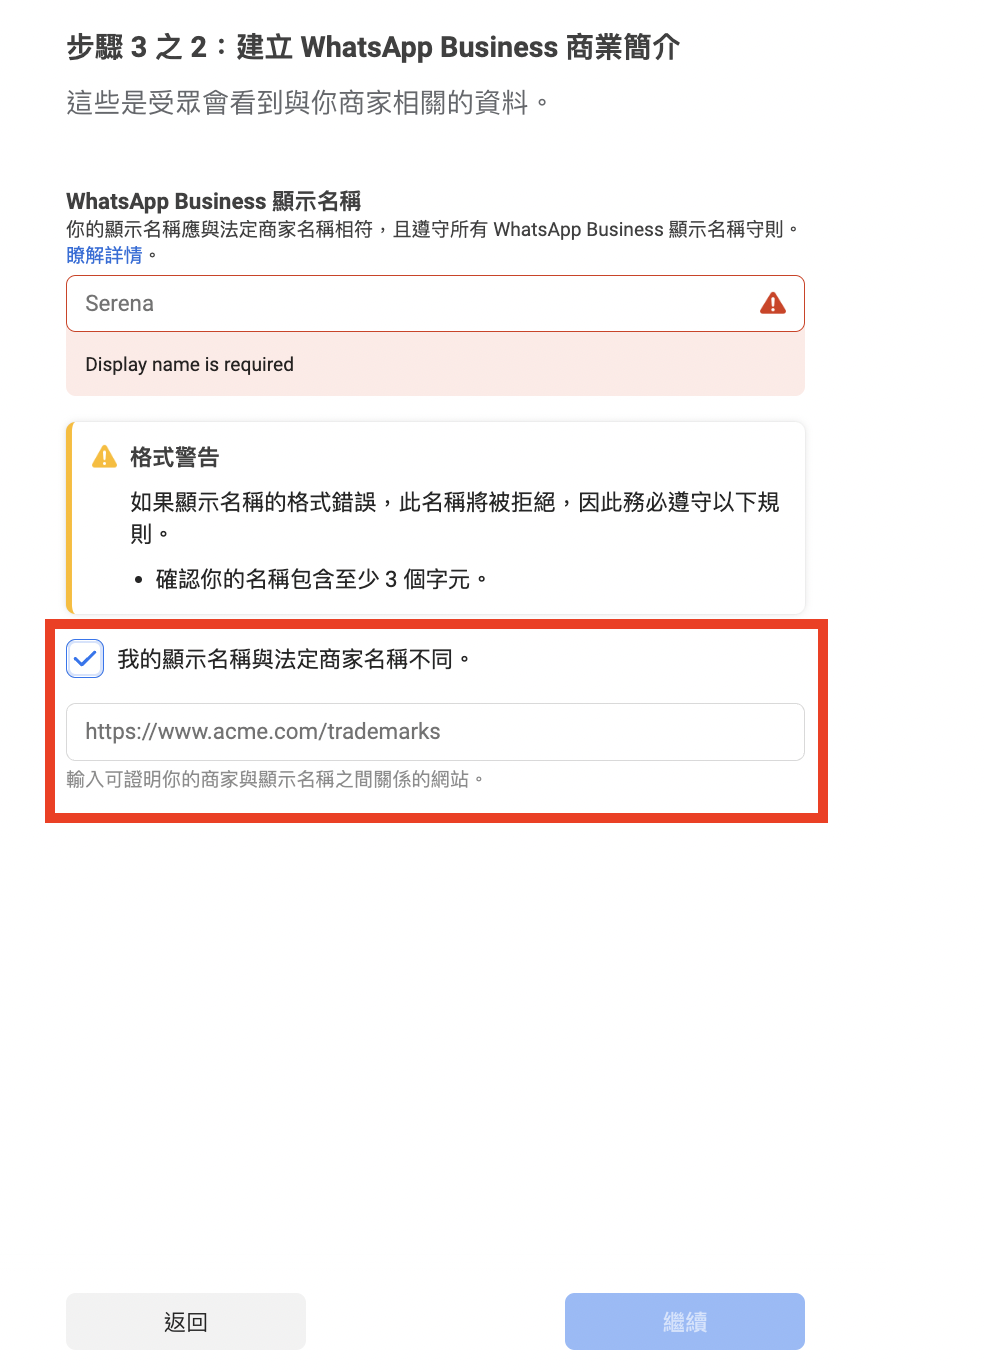 步驟 3 之 2：建立 WhatsApp Business 商業簡介
這些是受眾會看到與你商家相關的資料。
WhatsApp Business 顯示名稱
你的顯示名稱應與法定商家名稱相符，且遵守所有 WhatsApp Business 顯示名稱守則。
瞭解詳情。
Serena
Display name is required
格式警告
如果顯示名稱的格式錯誤，此名稱將被拒絕，因此務必遵守以下規
則。
• 確認你的名稱包含至少 3 個字元。
我的顯示名稱與法定商家名稱不同。
https://www.acme.com/trademarks
輸入可證明你的商家與顯示名稱之間關係的網站。
返回
繼續